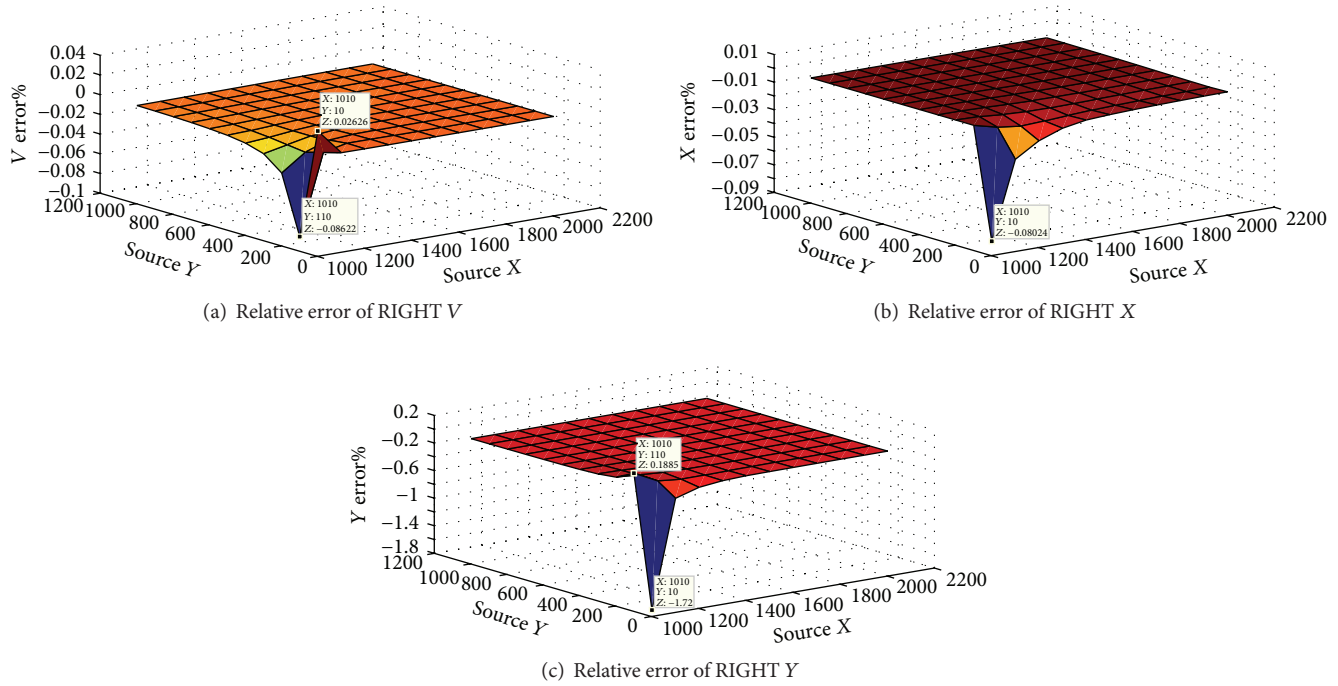 0.04
0.02
0
−0.02
−0.04
−0.06
−0.08
−0.1
V error%
1200
1000
800
600
400
200
0
Source Y
1000
1200
1400
1600
1800
2000
2200
Source X
X: 1010
Y: 10
Z: 0.02626
X: 1010
Y: 110
Z: −0.08622
(a) Relative error of RIGHT V
0.01
−0.01
−0.03
−0.05
−0.07
−0.09
X error%
1200
1000
800
600
400
200
0
Source Y
1000
1200
1400
1600
1800
2000
2200
Source X
X: 1010
Y: 10
Z: −0.08024
(b) Relative error of RIGHT X
0.2
−0.2
−0.6
−1
−1.4
−1.8
Y error%
1200
1000
800
600
400
200
0
Source Y
1000
1200
1400
1600
1800
2000
2200
Source X
X: 1010
Y: 110
Z: 0.1885
X: 1010
Y: 10
Z: −1.72
(c) Relative error of RIGHT Y